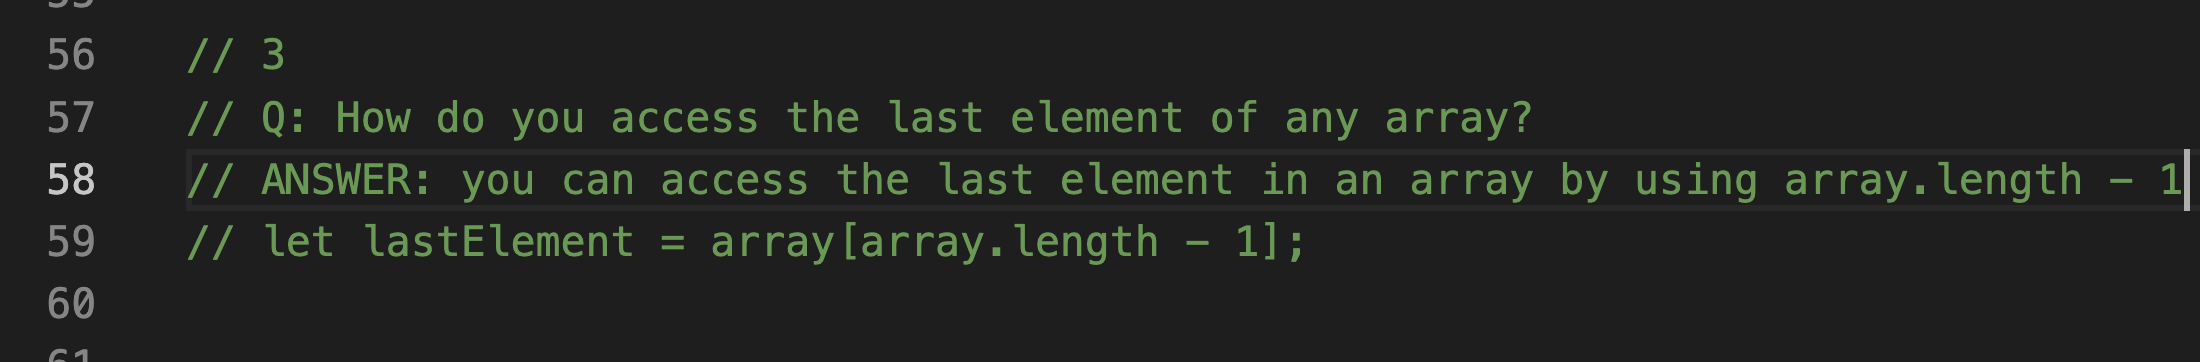 56 // 3
57 // Q: How do you access the last element of any array?
58 // ANSWER: you can access the last element in an array by using array.length - 1
59 // let lastElement = array[array.length - 1];
60